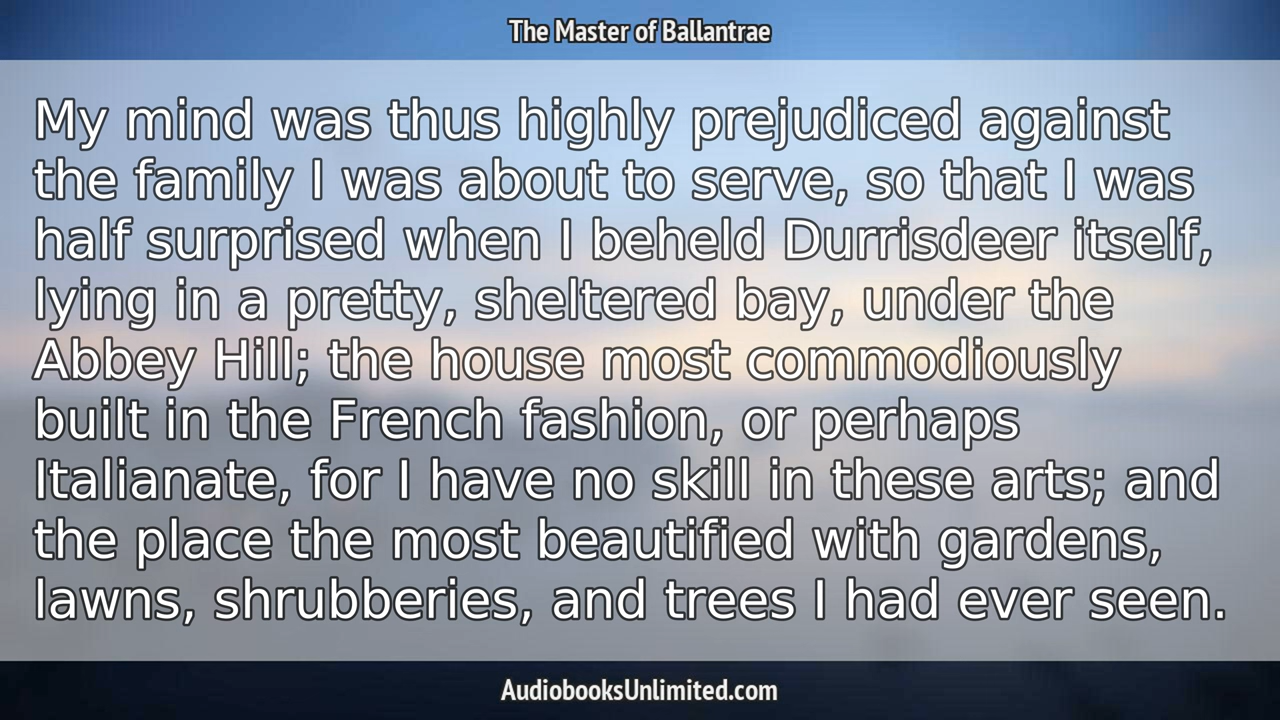 The Master of Ballantrae
My mind was thus highly prejudiced against
the family I was about to serve, so that I was
half surprised when I beheld Durrisdeer itself,
lying in a pretty, sheltered bay, under the
Abbey Hill; the house most commodiously
built in the French fashion, or perhaps
Italianate, for I have no skill in these arts; and
the place the most beautified with gardens,
lawns, shrubberies, and trees I had ever seen.
AudiobooksUnlimited.com